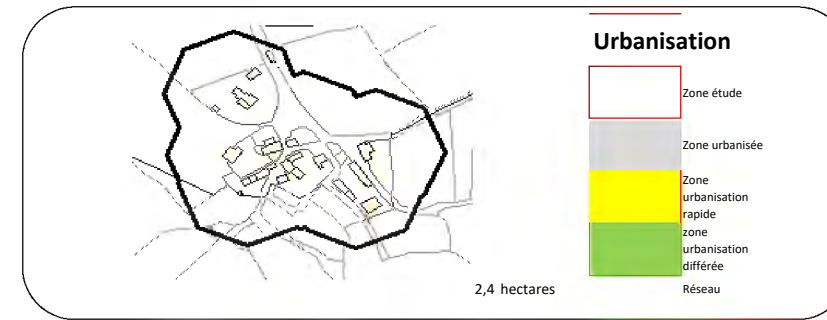 Urbanisation
Zone étude
Zone urbanisée
Zone
urbanisation
rapide
zone
urbanisation
différée
2,4 hectares
Réseau